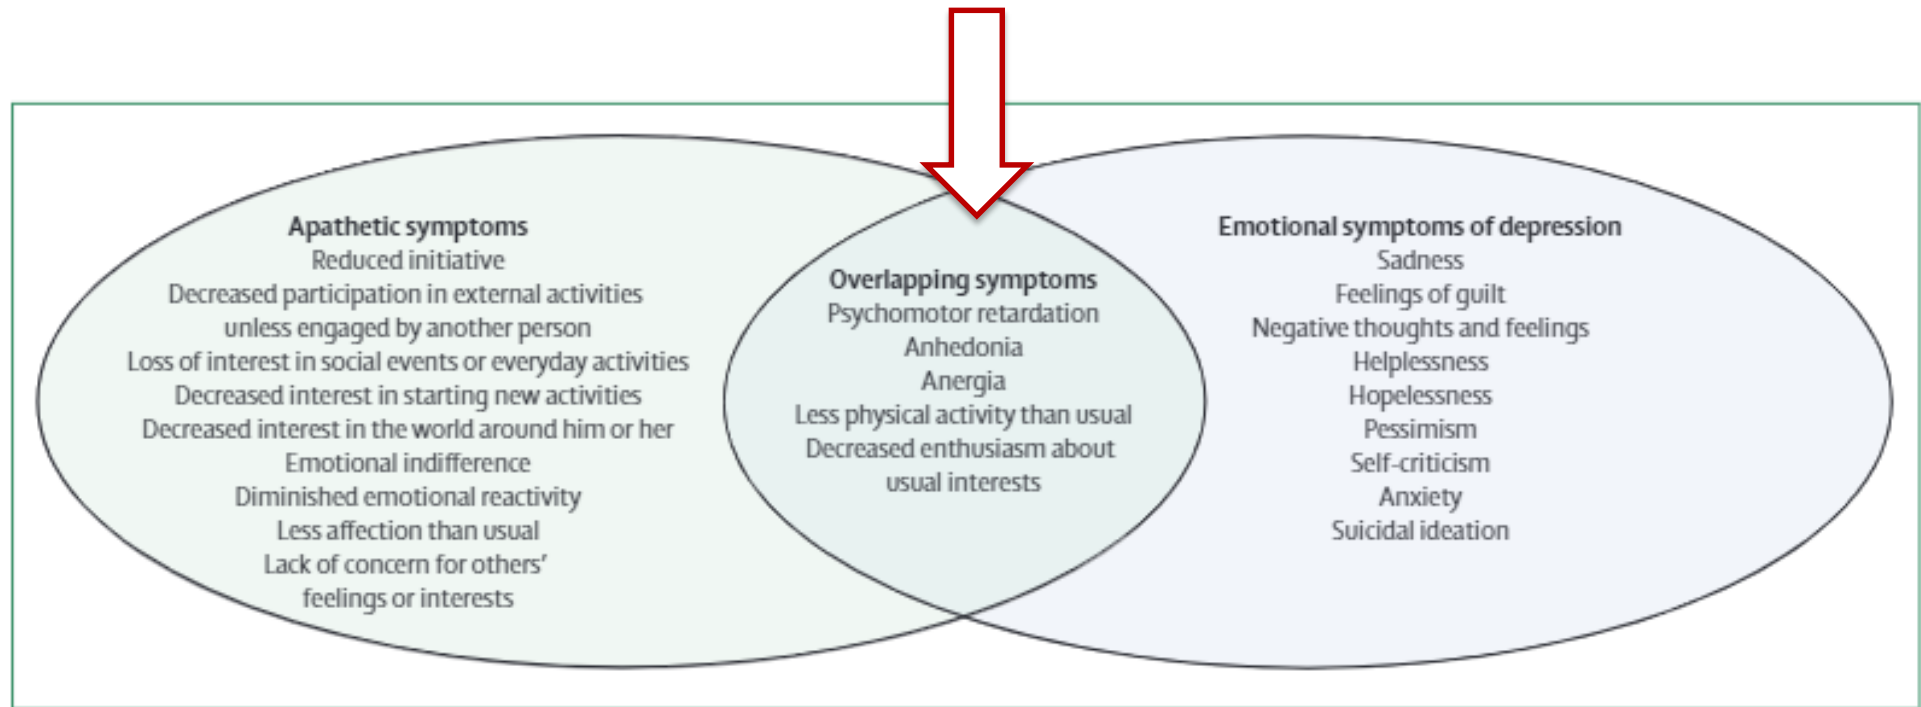 Apathetic symptoms
Reduced initiative
Decreased participation in external activities
unless engaged by another person
Loss of interest in social events or everyday activities
Decreased interest in starting new activities
Decreased interest in the world around him or her
Emotional indifference
Diminished emotional reactivity
Less affection than usual
Lack of concern for others’
feelings or interests
Overlapping symptoms
Psychomotor retardation
Anhedonia
Anergia
Less physical activity than usual
Decreased enthusiasm about
usual interests
Emotional symptoms of depression
Sadness
Feelings of guilt
Negative thoughts and feelings
Helplessness
Hopelessness
Pessimism
Self-criticism
Anxiety
Suicidal ideation